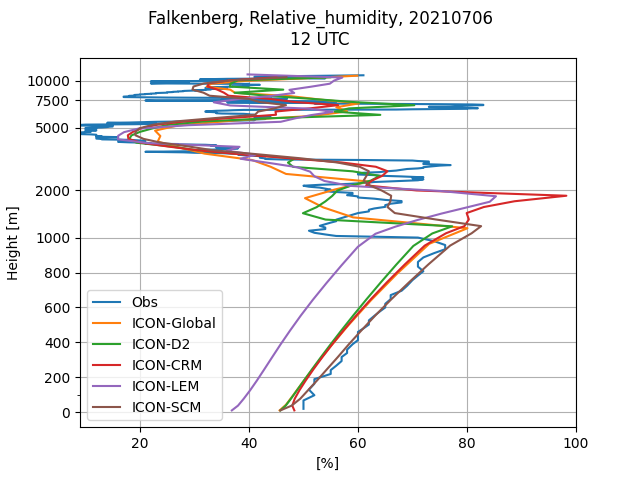 Falkenberg, Relative_humidity, 20210706
12 UTC
Height [m]
10000
7500
5000
2000
1000
800
600
400
200
0
Obs
ICON-Global
ICON-D2
ICON-CRM
ICON-LEM
ICON-SCM
20
40
60
80
100
[%]